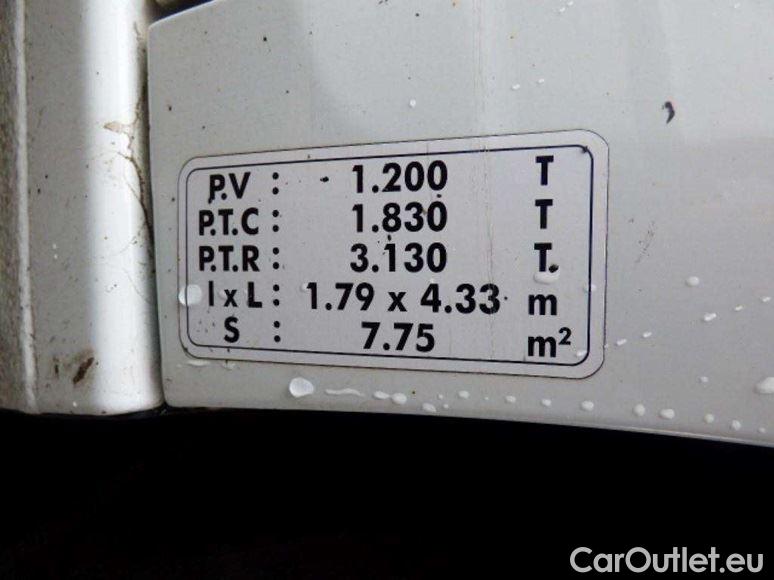 P.V : 1.200 T
P.T.C : 1.830 T
P.T.R : 3.130 T.
l x L : 1.79 x 4.33 m
S : 7.75 m²
CarOutlet.eu